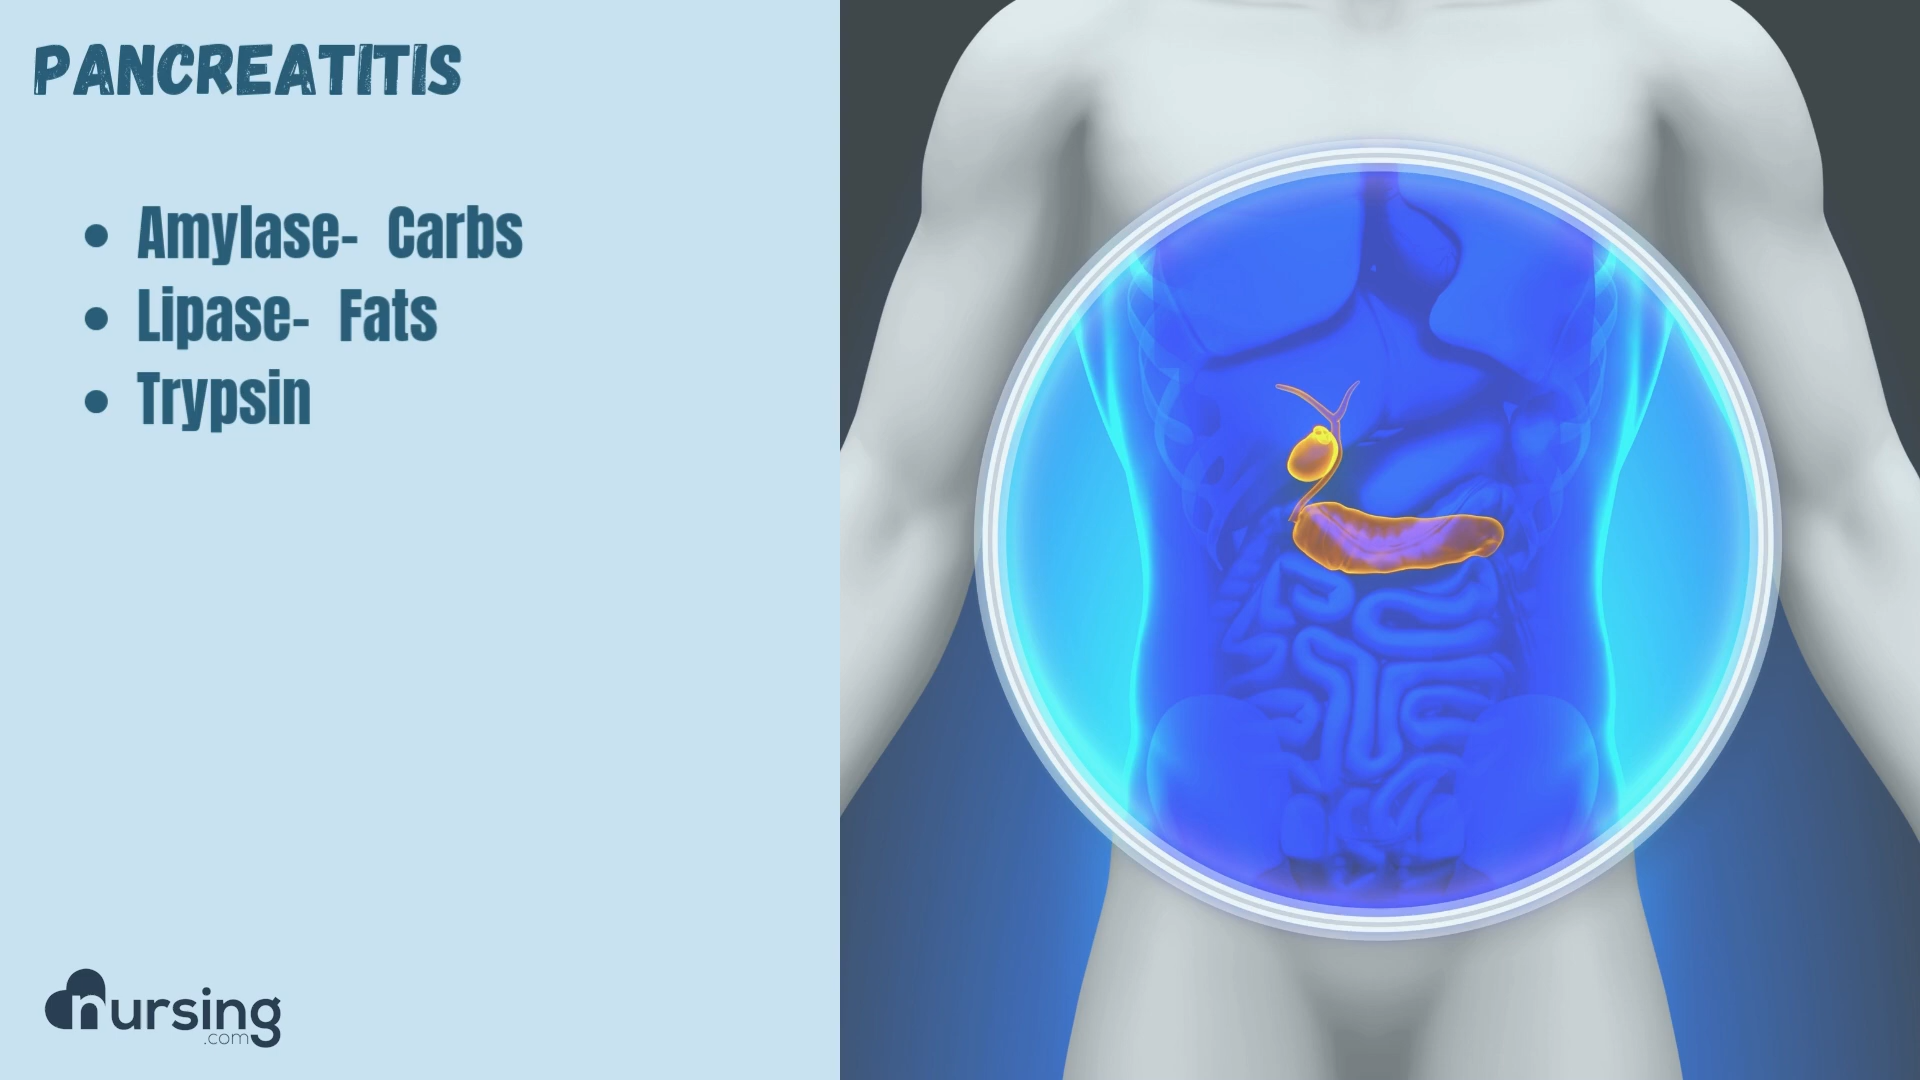 PANCREATITIS
Amylase- Carbs
Lipase- Fats
Trypsin
nursing
.com